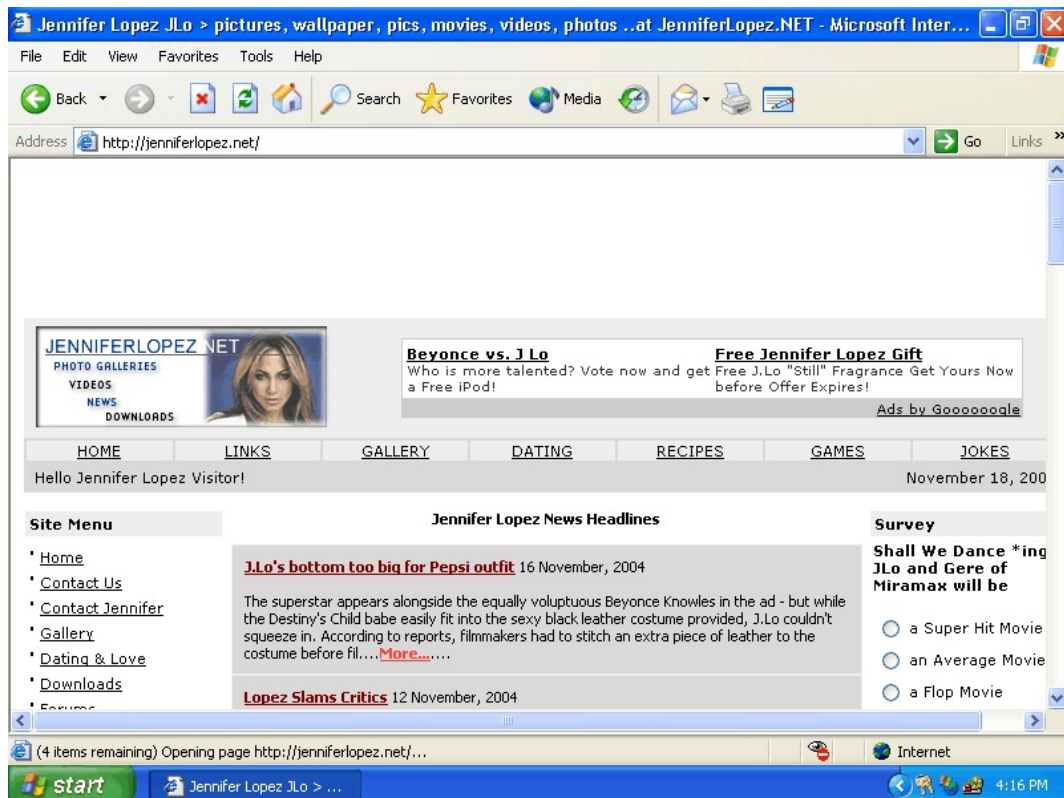 Jennifer Lopez JLo > pictures, wallpaper, pics, movies, videos, photos ..at JenniferLopez.NET - Microsoft Inter...
File Edit View Favorites Tools Help
Back Search Favorites Media
Address http://jenniferlopez.net/ Go Links »
JENNIFERLOPEZ NET
PHOTO GALLERIES
VIDEOS
NEWS
DOWNLOADS
Beyonce vs. J Lo
Who is more talented? Vote now and get a Free iPod!
Free Jennifer Lopez Gift
Free J.Lo "Still" Fragrance Get Yours Now before Offer Expires!
Ads by Goooooogle
HOME LINKS GALLERY DATING RECIPES GAMES JOKES
Hello Jennifer Lopez Visitor! November 18, 200
Site Menu
Home
Contact Us
Contact Jennifer
Gallery
Dating & Love
Downloads
Forums
Jennifer Lopez News Headlines
J.Lo's bottom too big for Pepsi outfit 16 November, 2004
The superstar appears alongside the equally voluptuous Beyonce Knowles in the ad - but while
the Destiny's Child babe easily fit into the sexy black leather costume provided, J.Lo couldn't
squeeze in. According to reports, filmmakers had to stitch an extra piece of leather to the
costume before fil....More.......
Lopez Slams Critics 12 November, 2004
Survey
Shall We Dance *ing
JLo and Gere of
Miramax will be
a Super Hit Movie
an Average Movie
a Flop Movie
(4 items remaining) Opening page http://jenniferlopez.net/... Internet
start Jennifer Lopez JLo > ... 4:16 PM